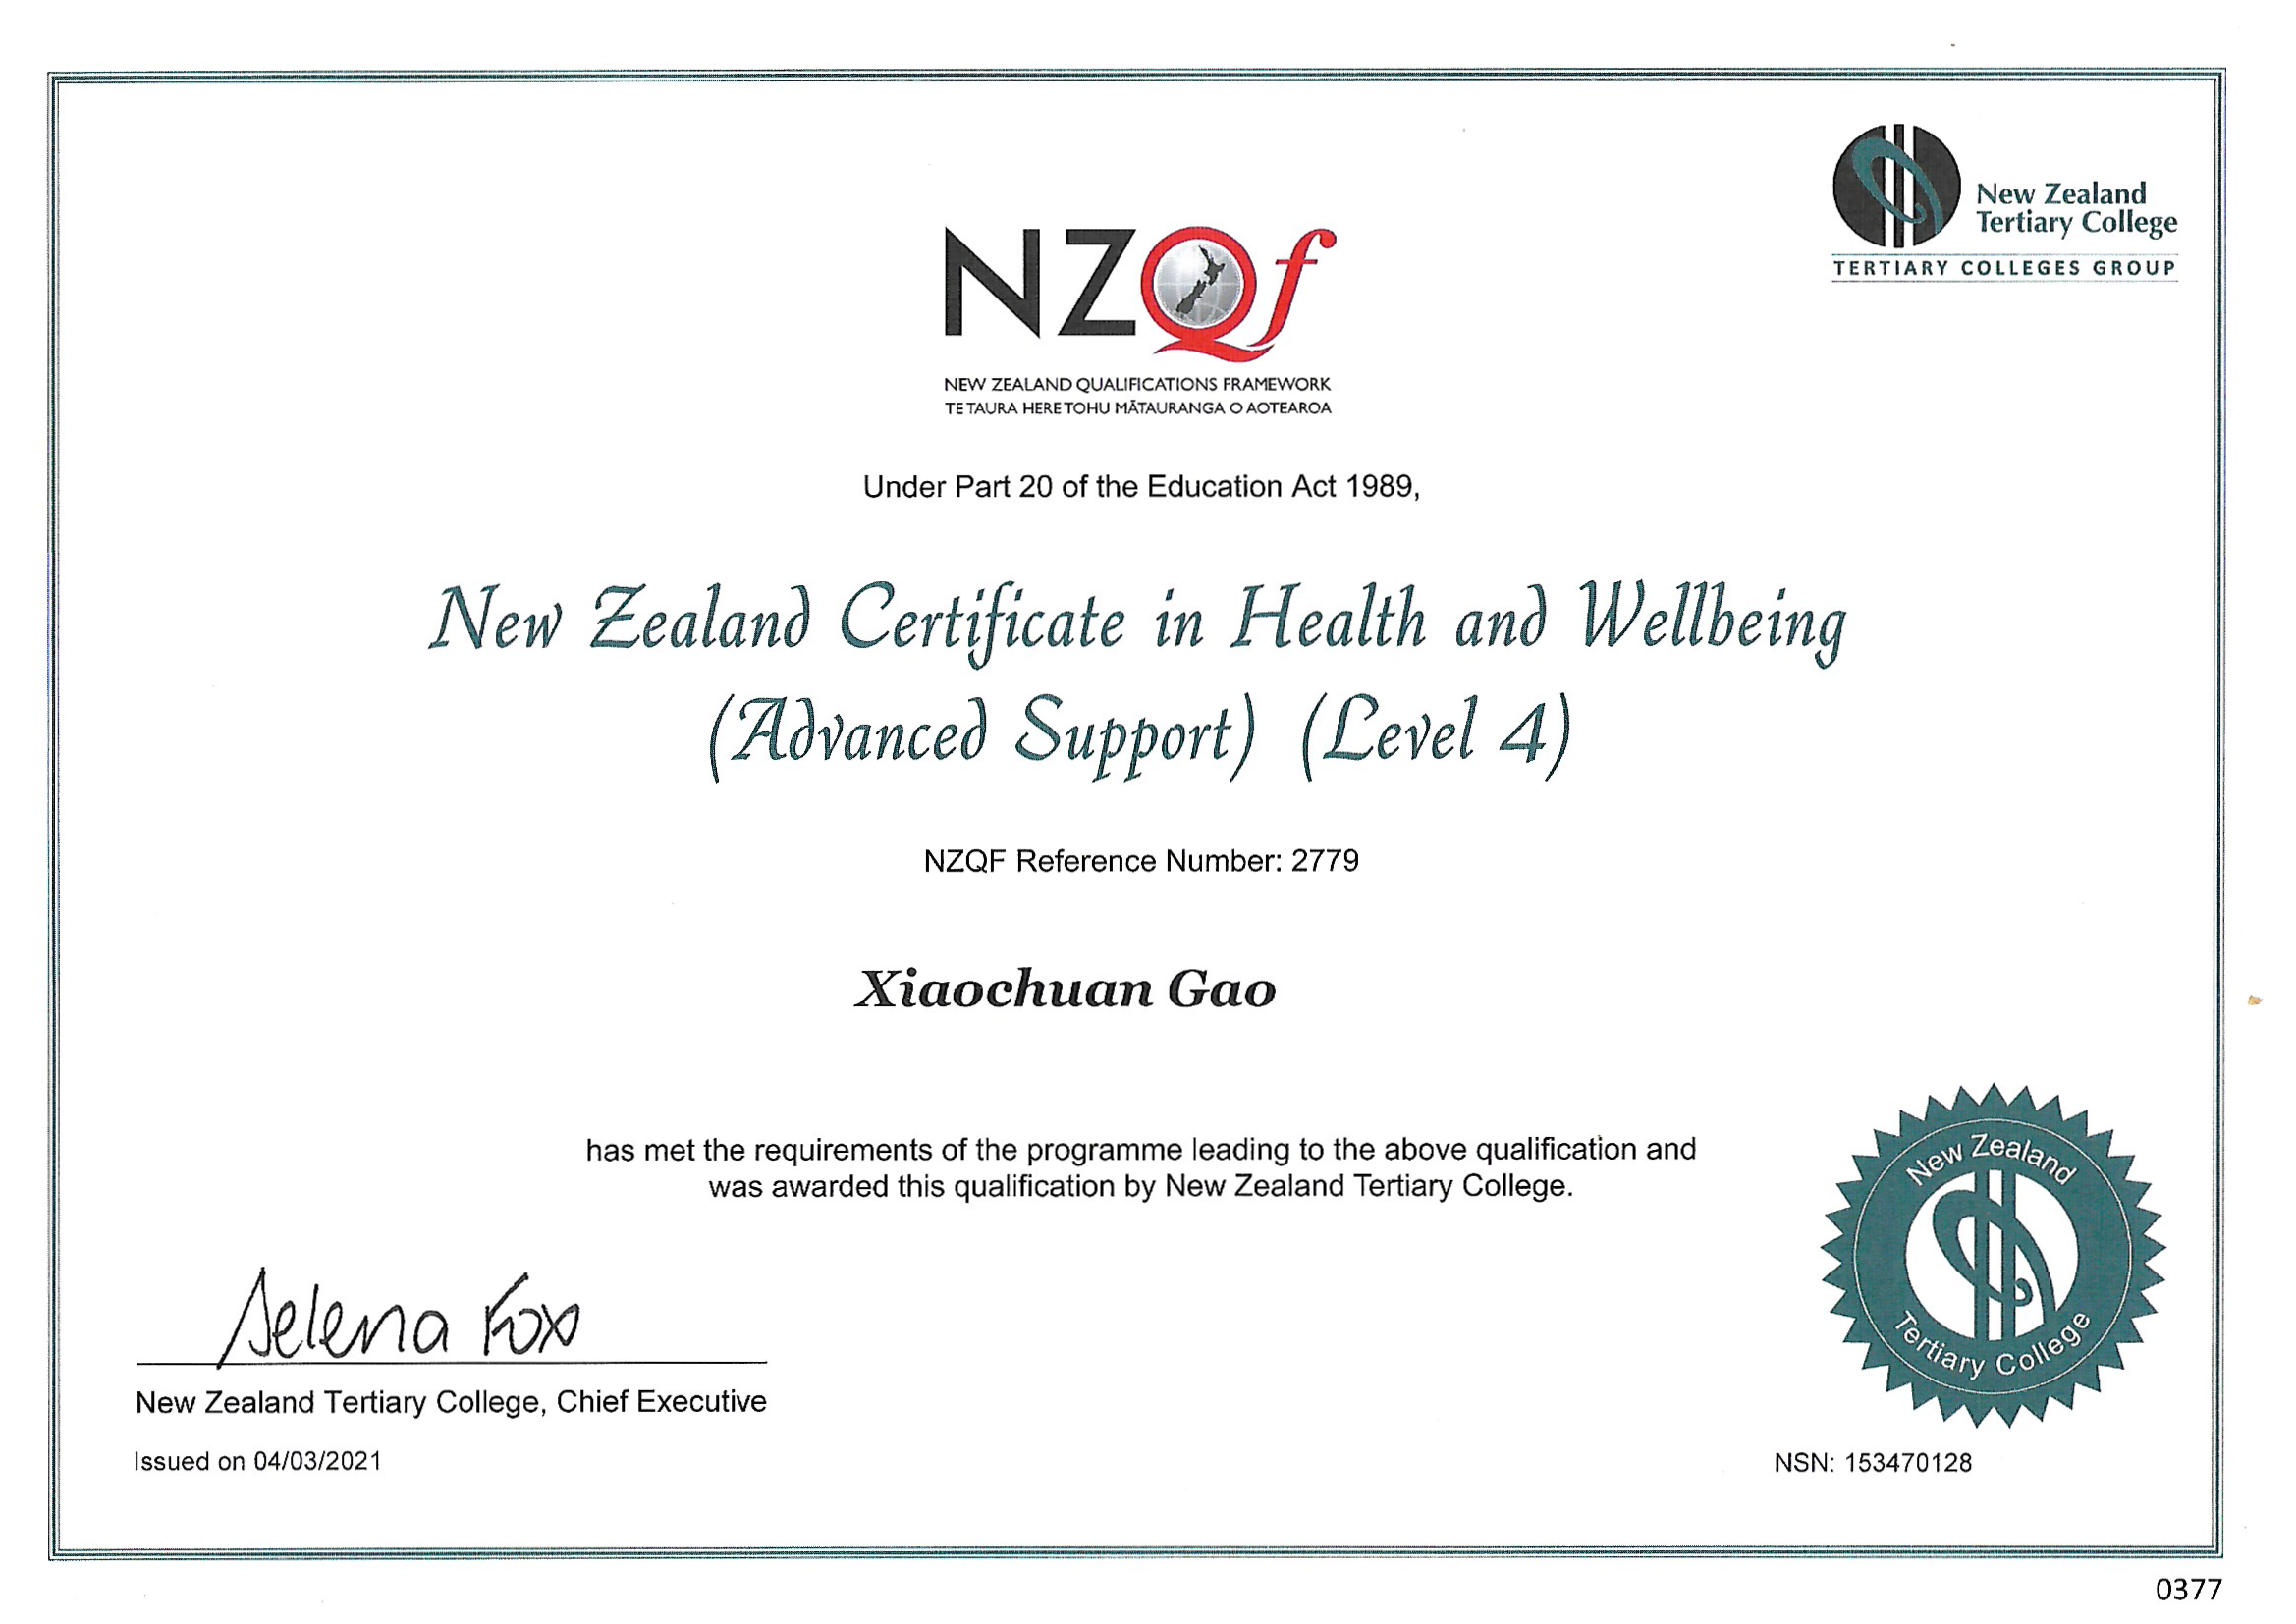 New Zealand
Tertiary College
TERTIARY COLLEGES GROUP
NZQf
NEW ZEALAND QUALIFICATIONS FRAMEWORK
TE TAURA HERE TOHU MĀTAURANGA O AOTEAROA
Under Part 20 of the Education Act 1989,
New Zealand Certificate in Health and Wellbeing
(Advanced Support) (Level 4)
NZQF Reference Number: 2779
Xiaochuan Gao
has met the requirements of the programme leading to the above qualification and
was awarded this qualification by New Zealand Tertiary College.
New Zealand
Tertiary College
Selena Fox
New Zealand Tertiary College, Chief Executive
Issued on 04/03/2021
NSN: 153470128
0377